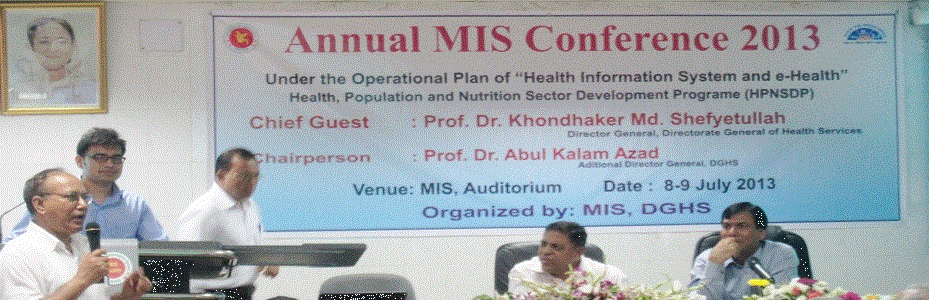 Annual MIS Conference 2013
Under the Operational Plan of “Health Information System and e-Health”
Health, Population and Nutrition Sector Development Programe (HPNSDP)
Chief Guest : Prof. Dr. Khondhaker Md. Shefyetullah
Director General, Directorate General of Health Services
Chairperson : Prof. Dr. Abul Kalam Azad
Aditional Director General, DGHS
Venue: MIS, Auditorium Date : 8-9 July 2013
Organized by: MIS, DGHS